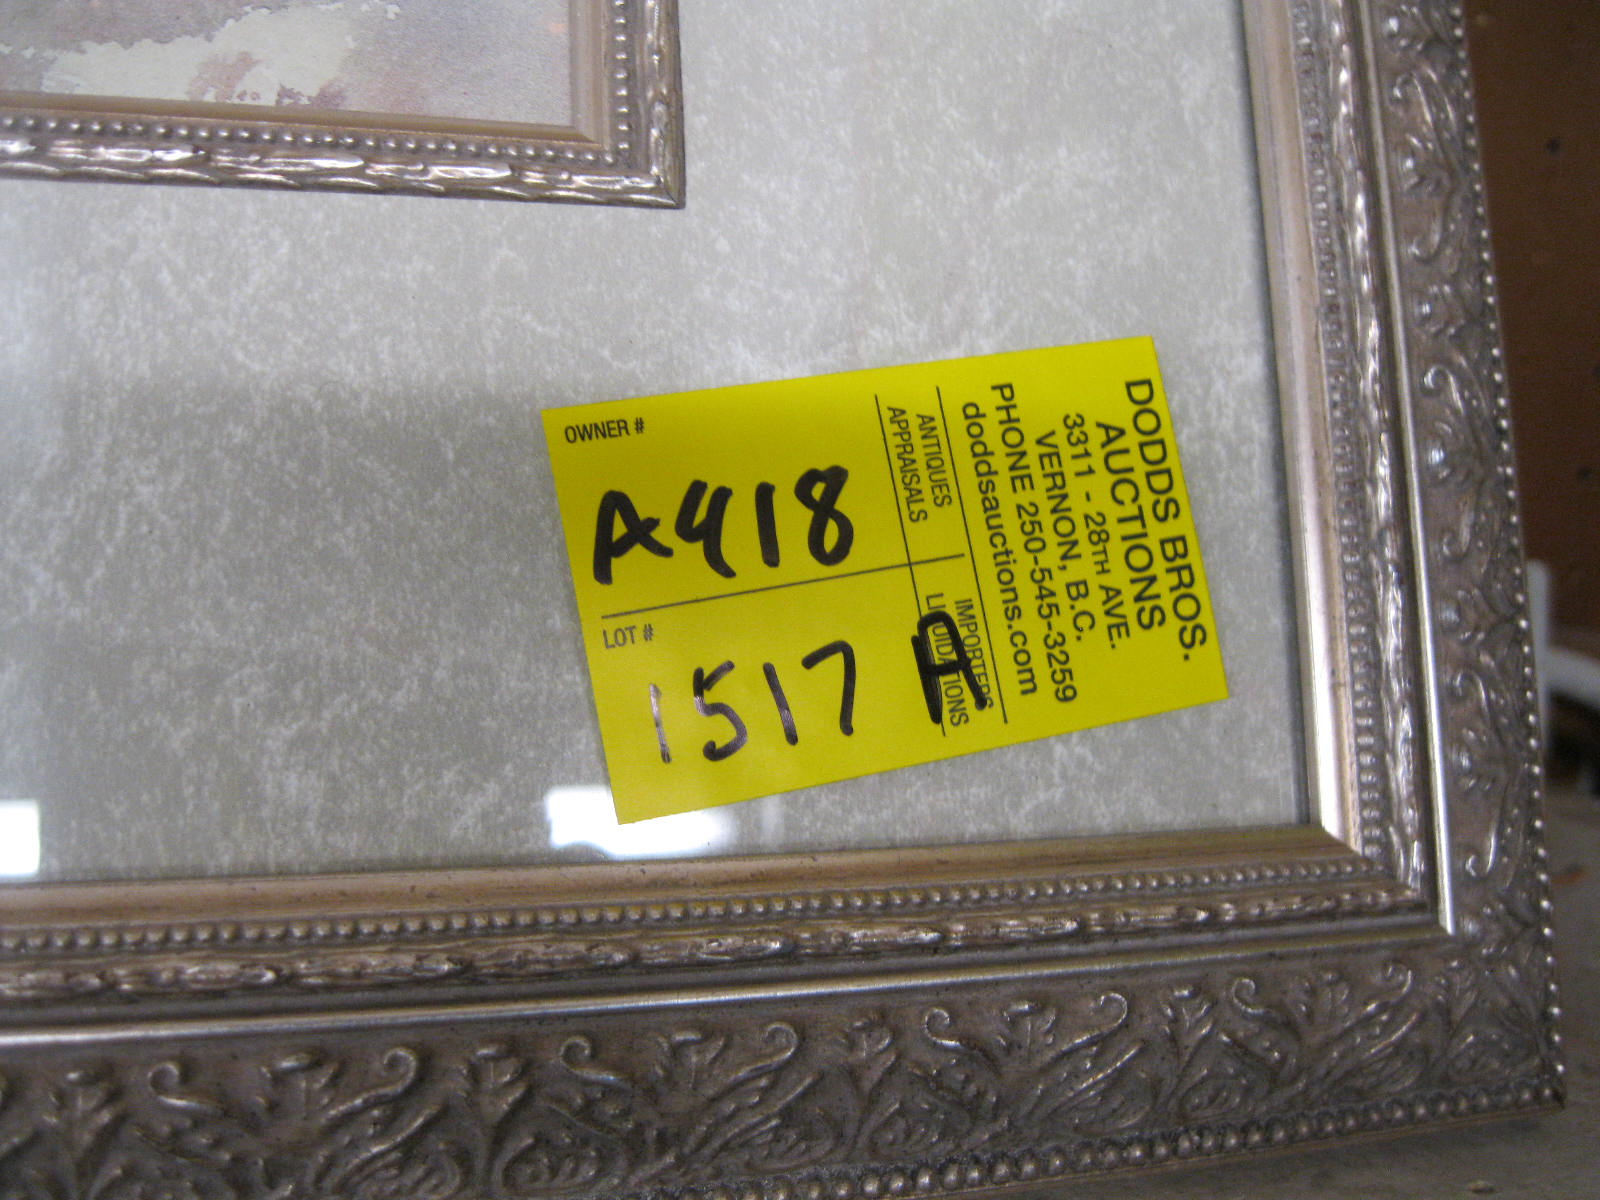 OWNER #
A418
LOT #
1517
DODDS BROS.
AUCTIONS
3311 - 28TH AVE.
VERNON, B.C.
PHONE 250-545-3259
doddsauctions.com
ANTIQUES
APPRAISALS
IMPORTERS
LIQUIDATIONS